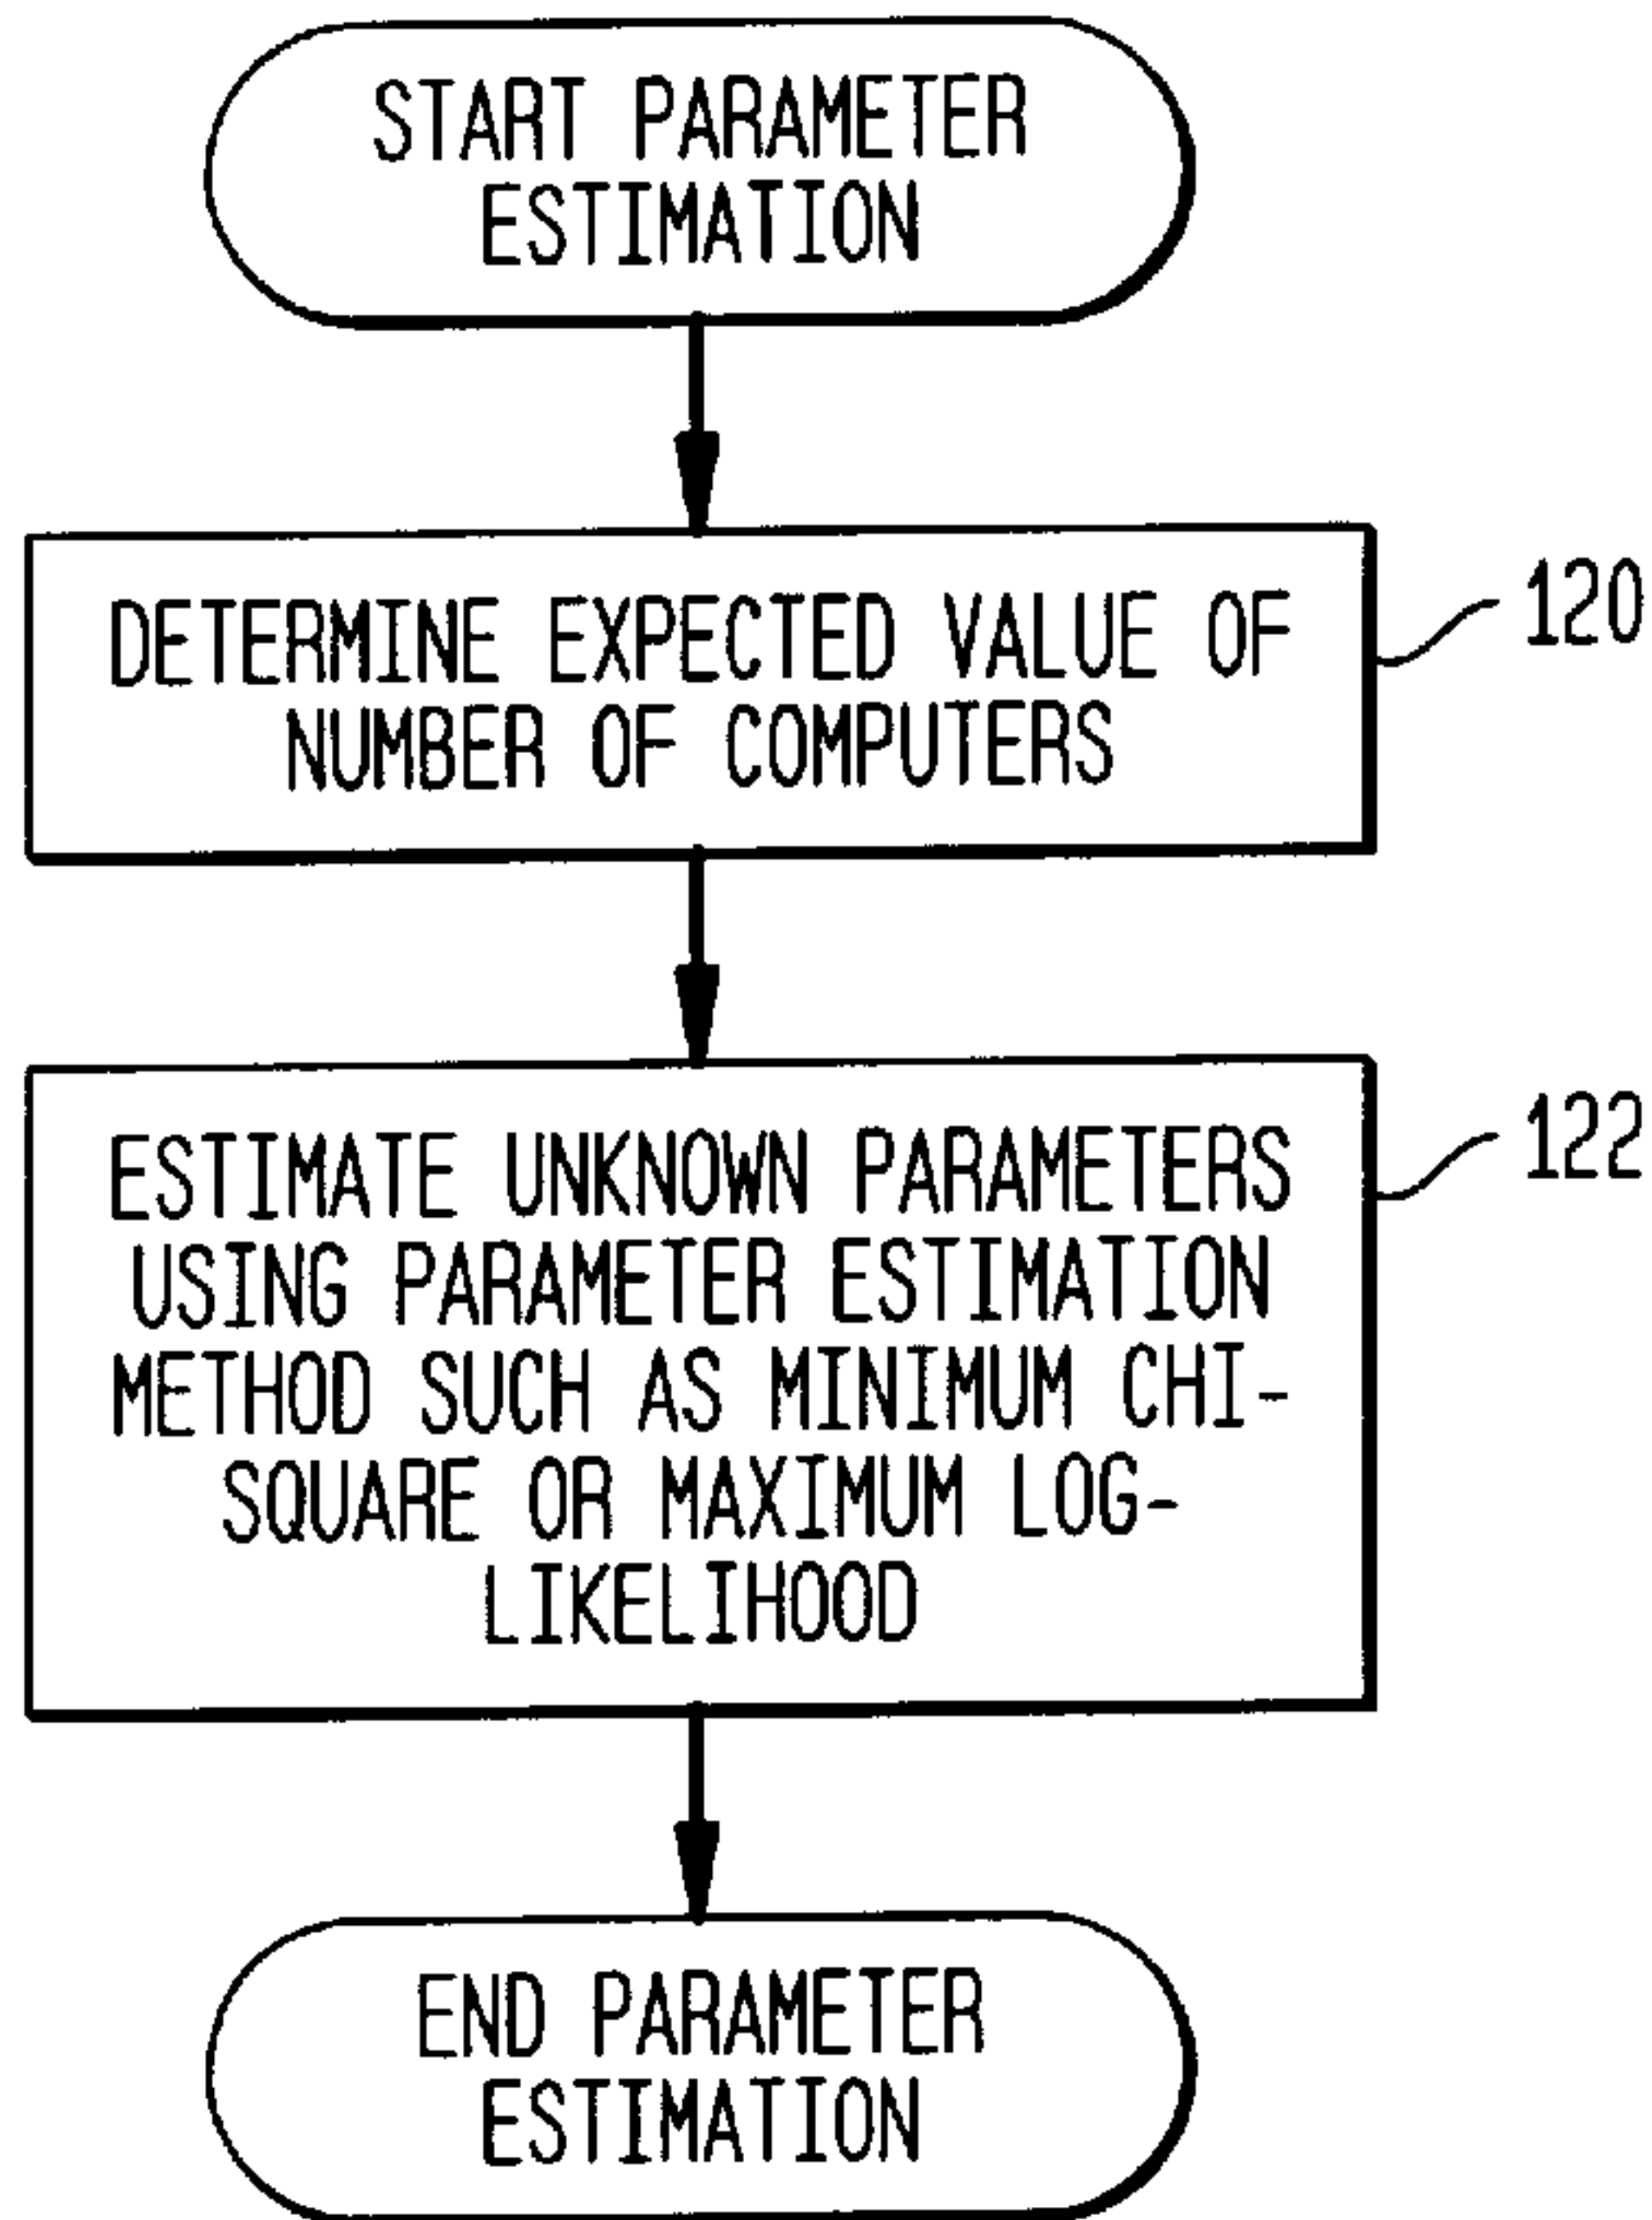 START PARAMETER
ESTIMATION
DETERMINE EXPECTED VALUE OF
NUMBER OF COMPUTERS
120
ESTIMATE UNKNOWN PARAMETERS
USING PARAMETER ESTIMATION
METHOD SUCH AS MINIMUM CHI-
SQUARE OR MAXIMUM LOG-
LIKELIHOOD
122
END PARAMETER
ESTIMATION